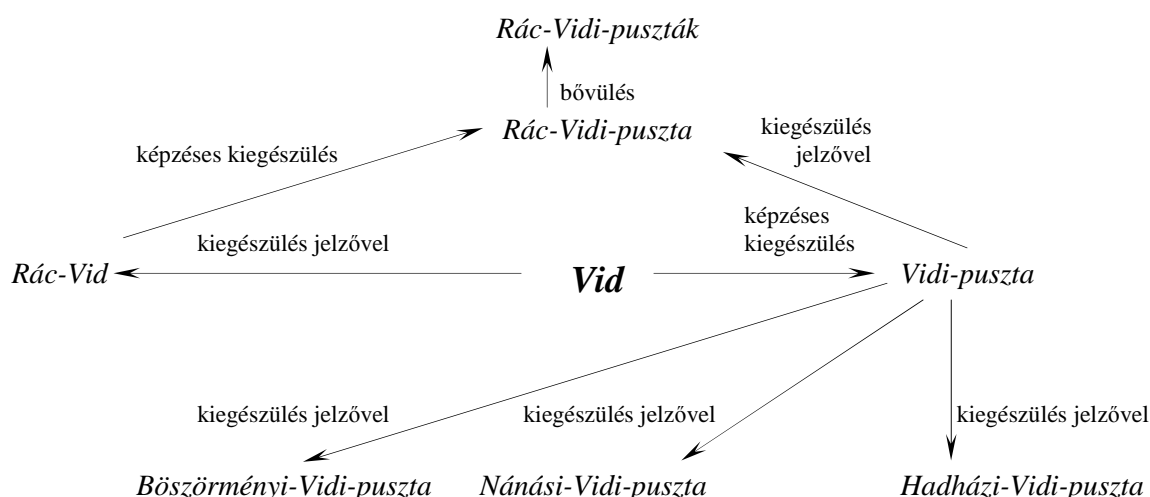 Rác-Vidi-puszták
bővülés
Rác-Vidi-puszta
kiegészülés
jelzővel
képzéses kiegészülés
képzéses
kiegészülés
kiegészülés jelzővel
Rác-Vid
Vid
Vidi-puszta
kiegészülés jelzővel
kiegészülés jelzővel
kiegészülés jelzővel
Böszörményi-Vidi-puszta
Nánási-Vidi-puszta
Hadházi-Vidi-puszta